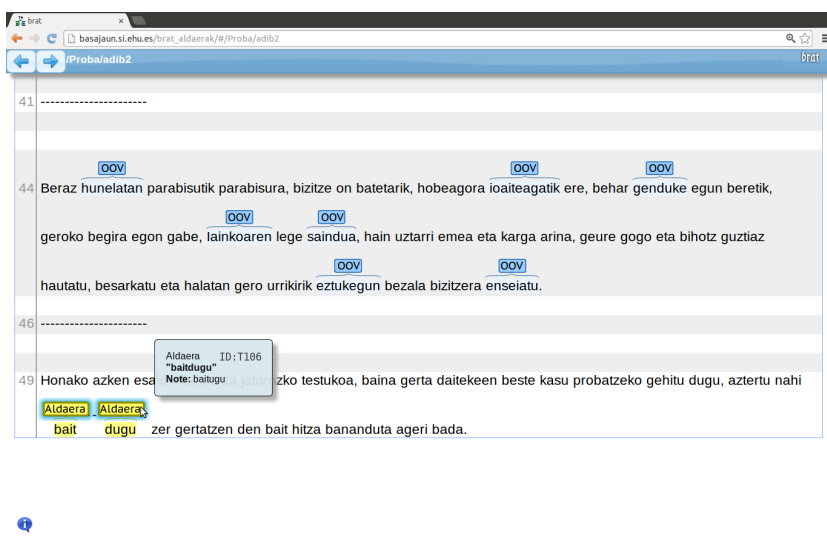 brat
basajaun.si.ehu.es/brat_aldaerak/#/Proba/adib2
/Proba/adib2
brat
41 ----------------------
OOV OOV OOV
44 Beraz hunelatan parabisutik parabisura, bizitze on batetarik, hobeagora ioaiteagatik ere, behar genduke egun beretik,
OOV OOV
geroko begira egon gabe, Iainkoaren lege saindua, hain uztarri emea eta karga arina, geure gogo eta bihotz guztiaz
OOV OOV
hautatu, besarkatu eta halatan gero urrikirik eztukegun bezala bizitzera enseiatu.
46 ----------------------
Aldaera ID:T106
"baitdugu"
Note: baitugu
49 Honako azken testukoa, baina gerta daitekeen beste kasu probatzeko gehitu dugu, aztertu nahi
Aldaera Aldaera
bait dugu zer gertatzen den bait hitza bananduta ageri bada.